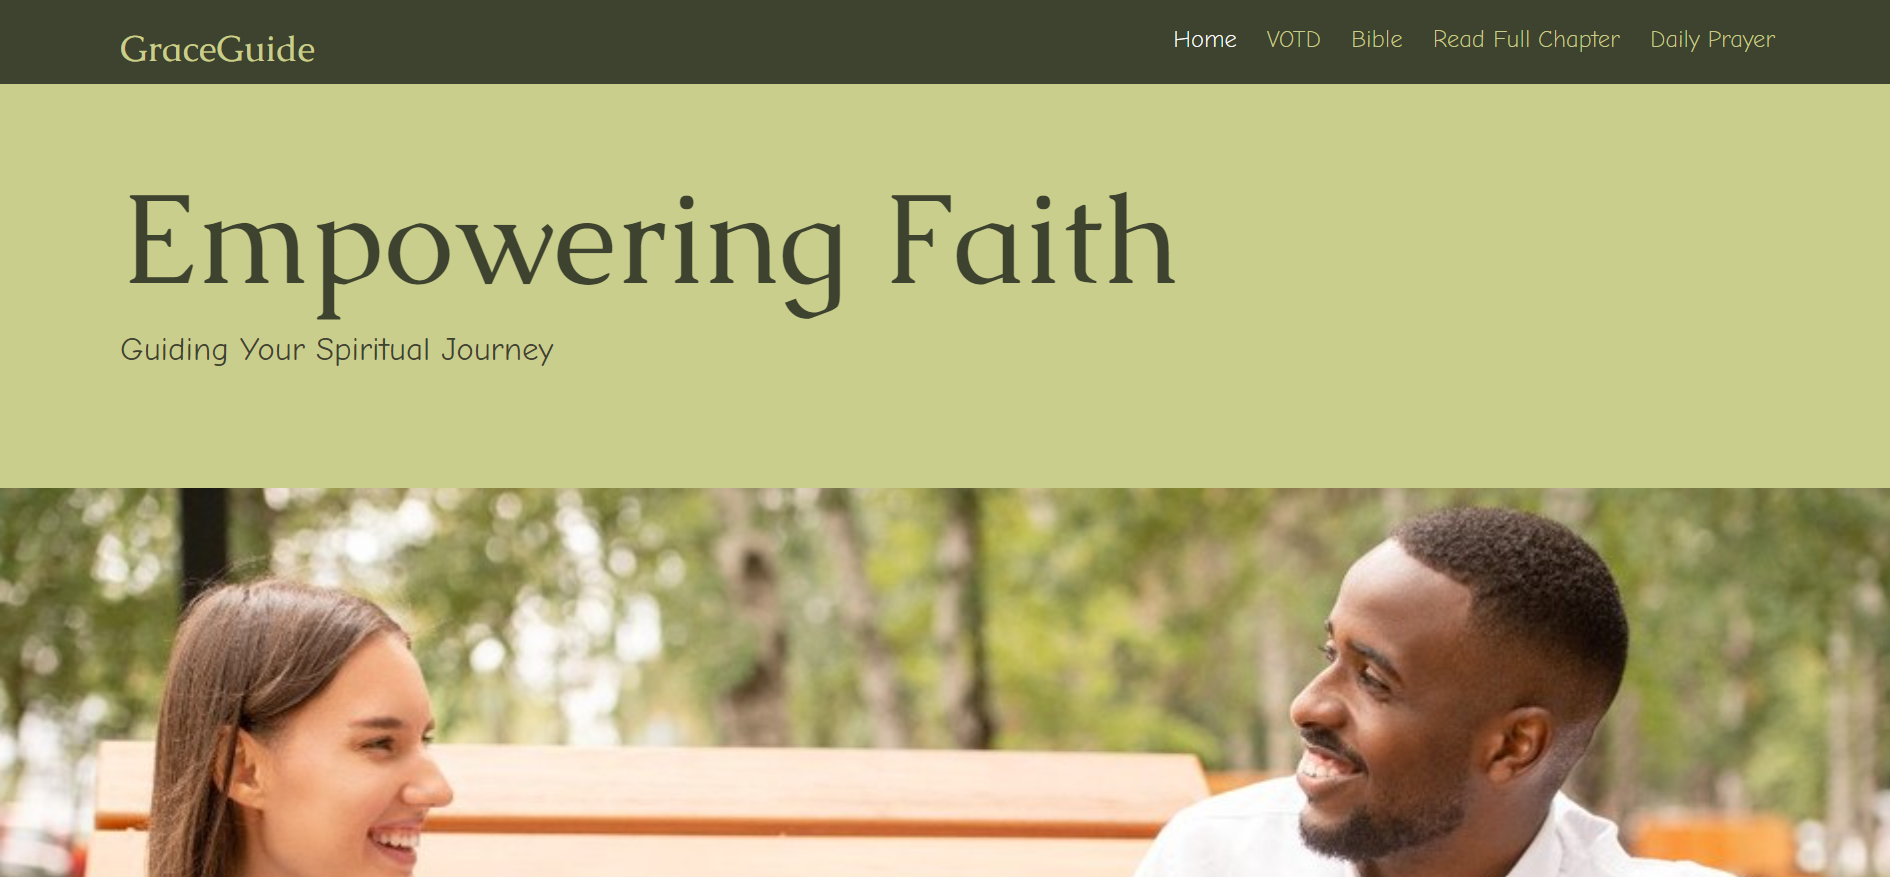 GraceGuide
Home VOTD Bible Read Full Chapter Daily Prayer
Empowering Faith
Guiding Your Spiritual Journey